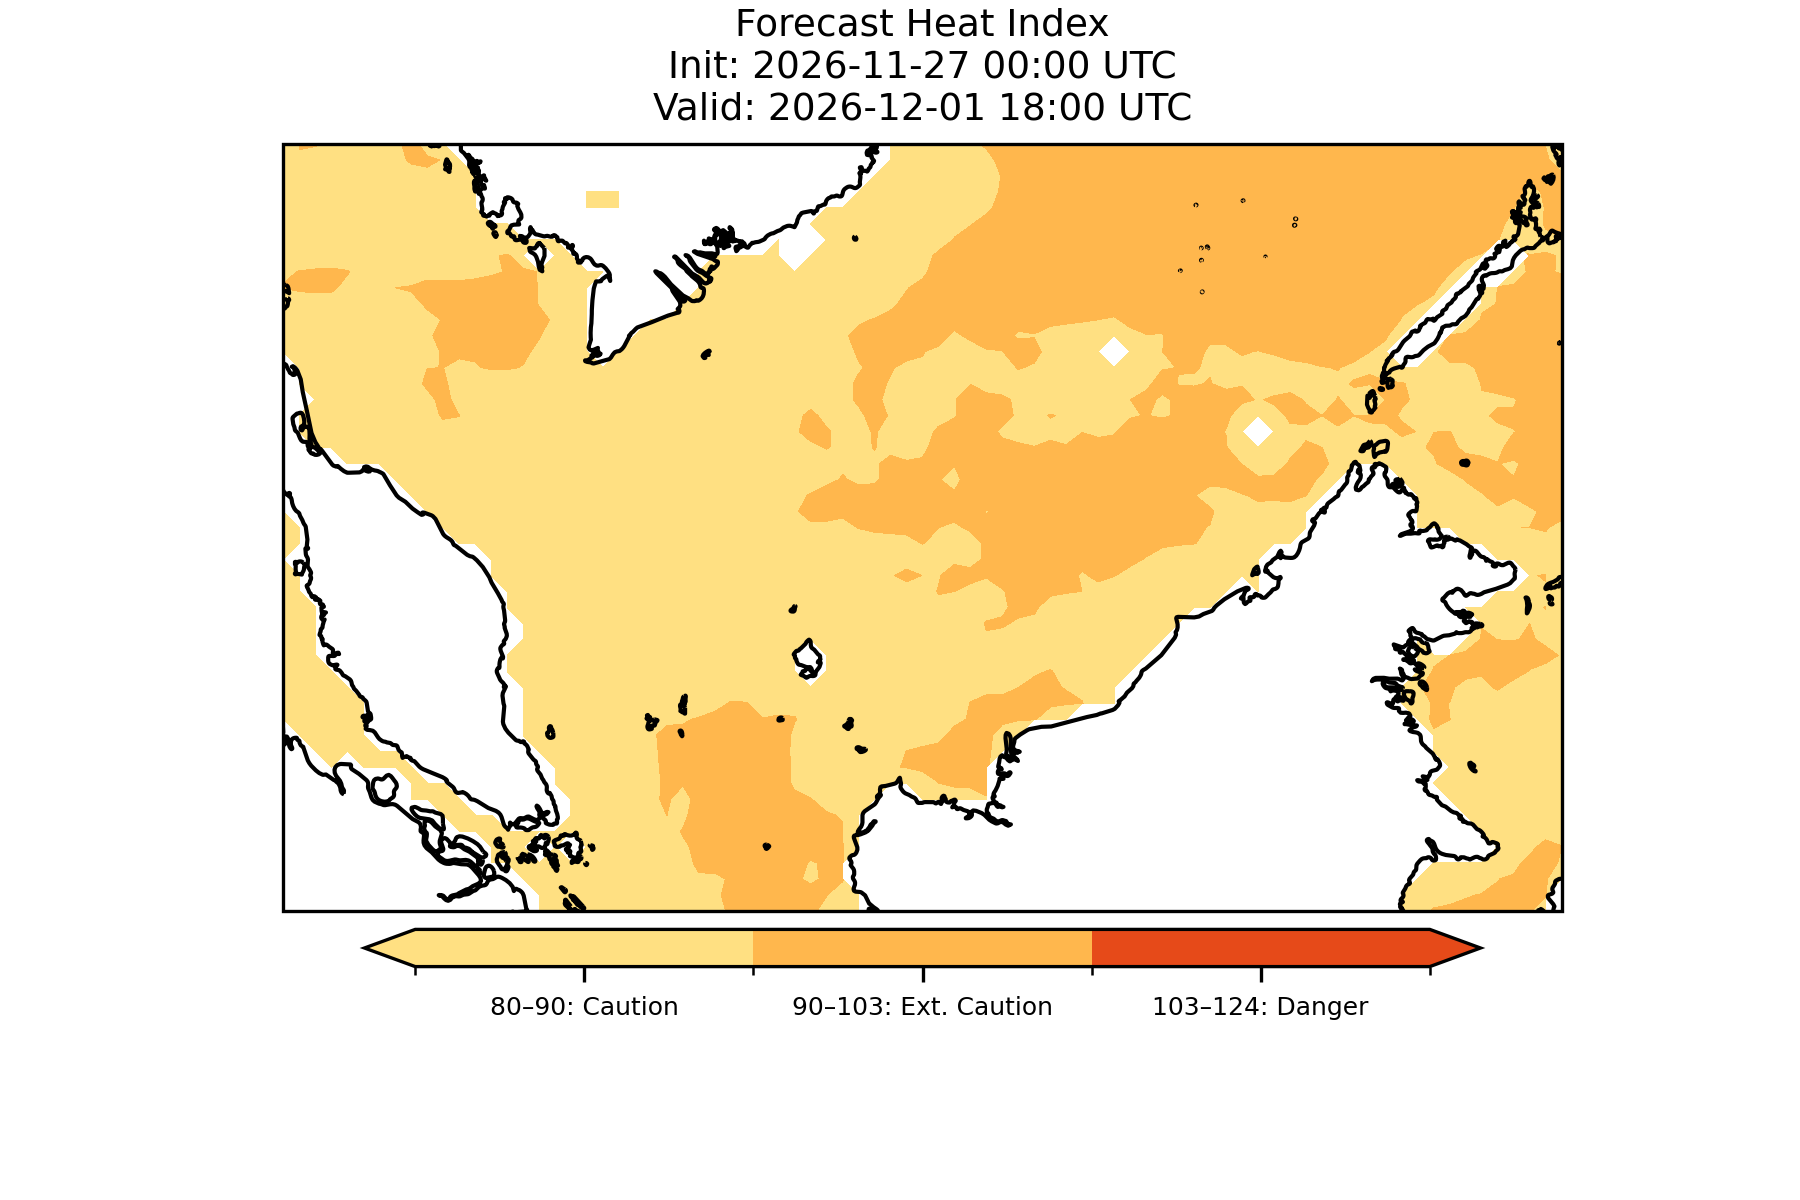 Forecast Heat Index
Init: 2026-11-27 00:00 UTC
Valid: 2026-12-01 18:00 UTC
80–90: Caution
90–103: Ext. Caution
103–124: Danger